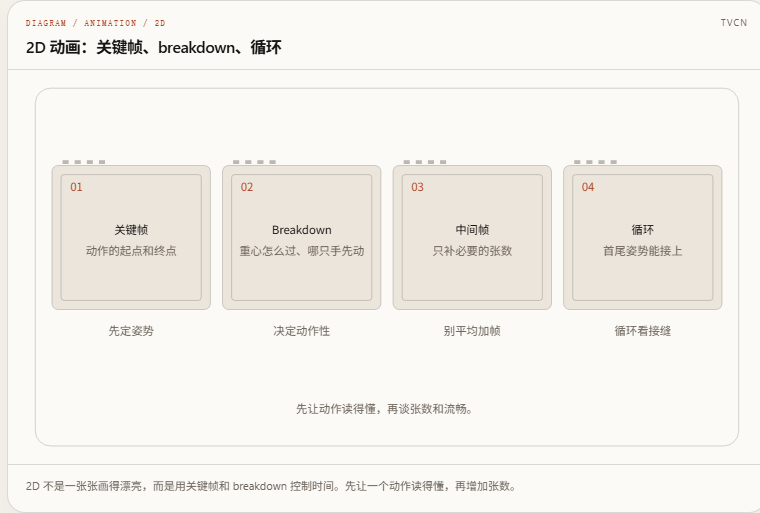 DIAGRAM / ANIMATION / 2D
TVCN
2D 动画：关键帧、breakdown、循环
01
关键帧
动作的起点和终点
先定姿势
02
Breakdown
重心怎么过、哪只手先动
决定动作性
03
中间帧
只补必要的张数
别平均加帧
04
循环
首尾姿势能接上
循环看接缝
先让动作读得懂，再谈张数和流畅。
2D 不是一张张画得漂亮，而是用关键帧和 breakdown 控制时间。先让一个动作读得懂，再增加张数。